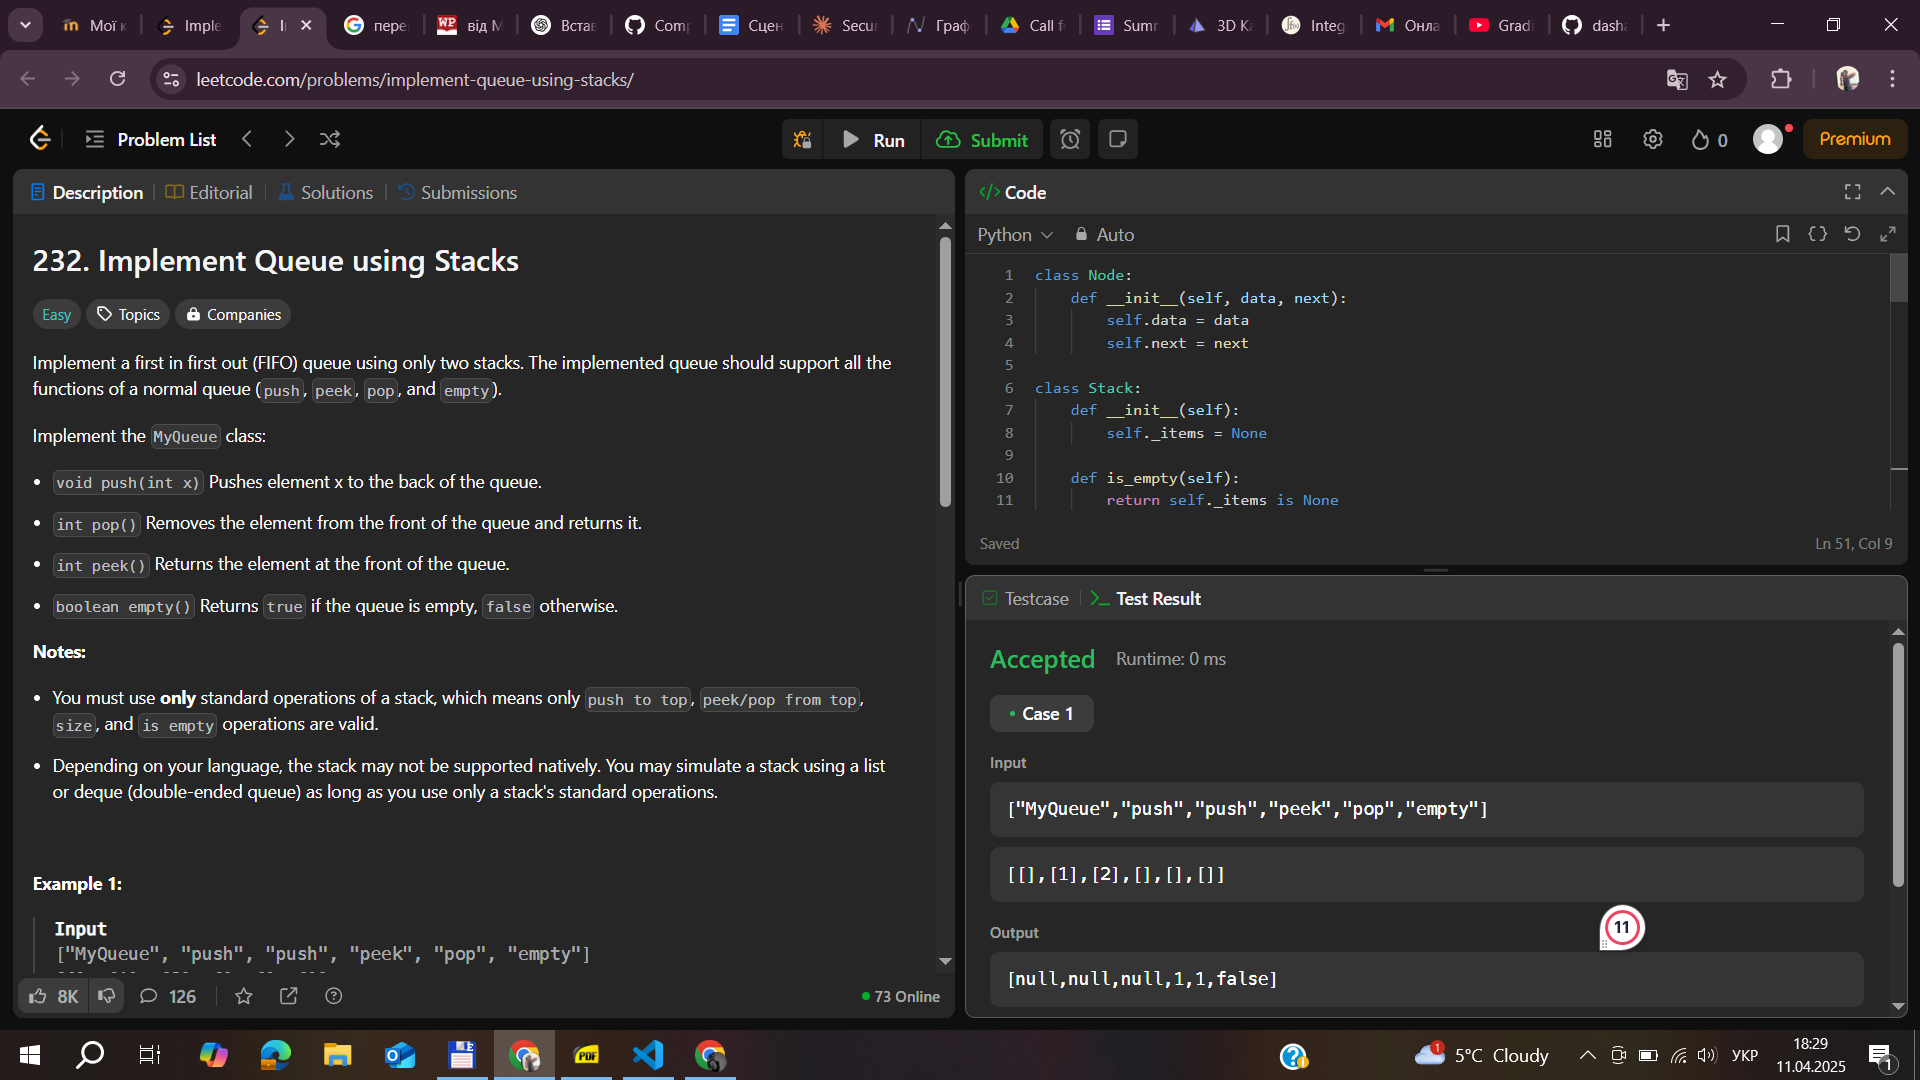 Мої к
Imple
I
пере
від М
Встав
Comp
Сцен
Secu
Граф
Call f
Sumr
3D Ka
Integ
Онла
Gradi
dasha
leetcode.com/problems/implement-queue-using-stacks/
Problem List
Run
Submit
0
Premium
Description
Editorial
Solutions
Submissions
232. Implement Queue using Stacks
Easy
Topics
Companies
Implement a first in first out (FIFO) queue using only two stacks. The implemented queue should support all the
functions of a normal queue (push, peek, pop, and empty).
Implement the MyQueue class:
• void push(int x) Pushes element x to the back of the queue.
• int pop() Removes the element from the front of the queue and returns it.
• int peek() Returns the element at the front of the queue.
• boolean empty() Returns true if the queue is empty, false otherwise.
Notes:
• You must use only standard operations of a stack, which means only push to top, peek/pop from top,
size, and is empty operations are valid.
• Depending on your language, the stack may not be supported natively. You may simulate a stack using a list
or deque (double-ended queue) as long as you use only a stack's standard operations.
Example 1:
Input
["MyQueue", "push", "push", "peek", "pop", "empty"]
8K
126
73 Online
Code
Python
Auto
1 class Node:
2 def __init__(self, data, next):
3 self.data = data
4 self.next = next
5
6 class Stack:
7 def __init__(self):
8 self._items = None
9
10 def is_empty(self):
11 return self._items is None
Saved
Ln 51, Col 9
Testcase
Test Result
Accepted
Runtime: 0 ms
Case 1
Input
["MyQueue","push","push","peek","pop","empty"]
[[],[1],[2],[],[],[]]
11
Output
[null,null,null,1,1,false]
PDF
1
5°C Cloudy
УКР
18:29
11.04.2025
1